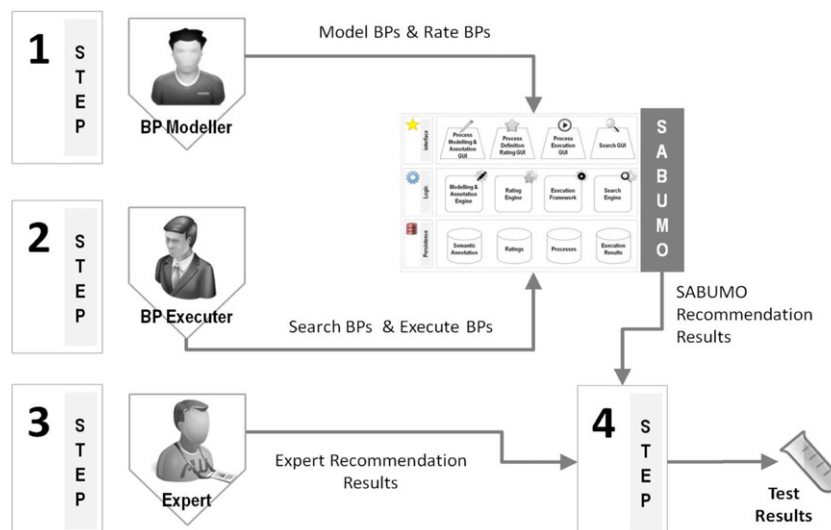 1
STEP
BP Modeller
Model BPs & Rate BPs
Interface
Process
Modelling &
Annotation
GUI
Process
Definition
Rating GUI
Process
Execution
GUI
Search GUI
Logic
Modelling &
Annotation
Engine
Rating
Engine
Execution
Framework
Search
Engine
Persistence
Semantic
Annotation
Ratings
Processes
Execution
Results
SABUMO
2
STEP
BP Executer
Search BPs & Execute BPs
SABUMO
Recommendation
Results
3
STEP
Expert
Expert Recommendation
Results
4
STEP
Test
Results